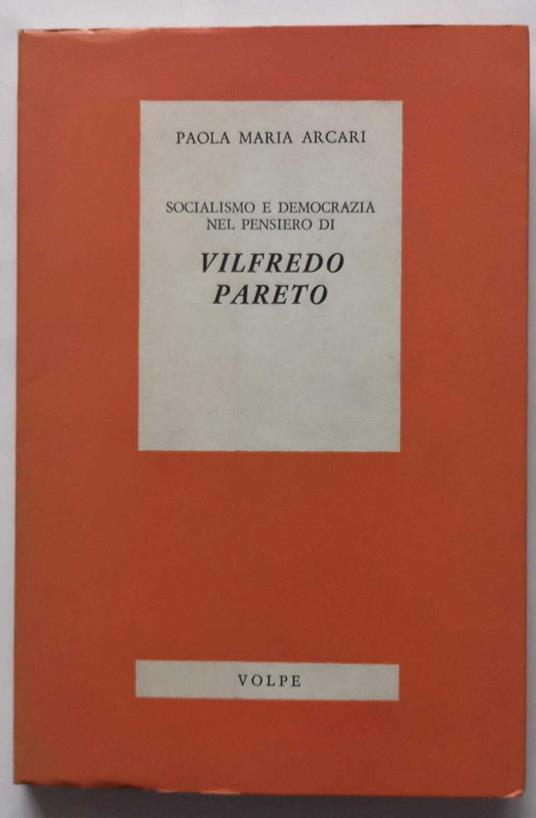 PAOLA MARIA ARCARI
SOCIALISMO E DEMOCRAZIA
NEL PENSIERO DI
VILFREDO
PARETO
VOLPE